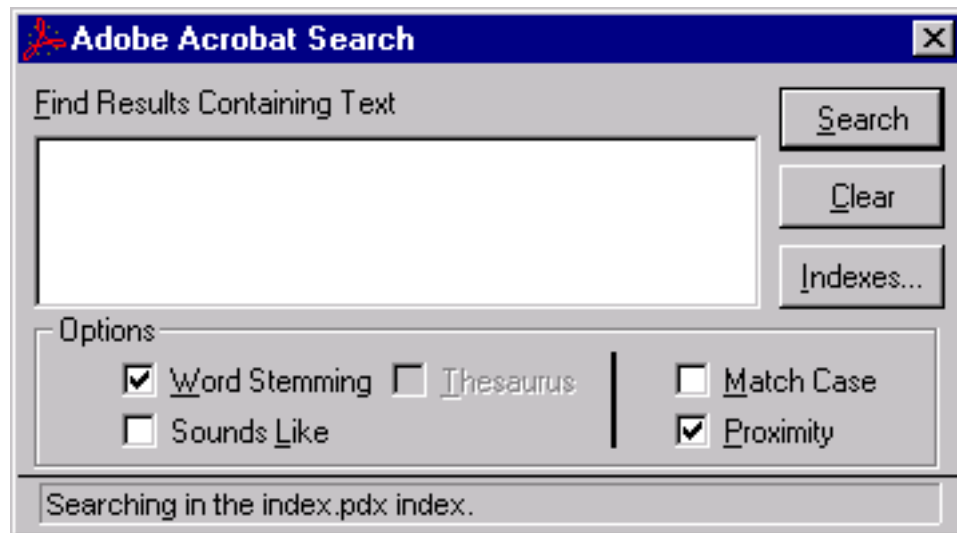 Adobe Acrobat Search
Find Results Containing Text
Search
Clear
Indexes...
Options
Word Stemming Thesaurus Match Case
Sounds Like Proximity
Searching in the index.pdx index.